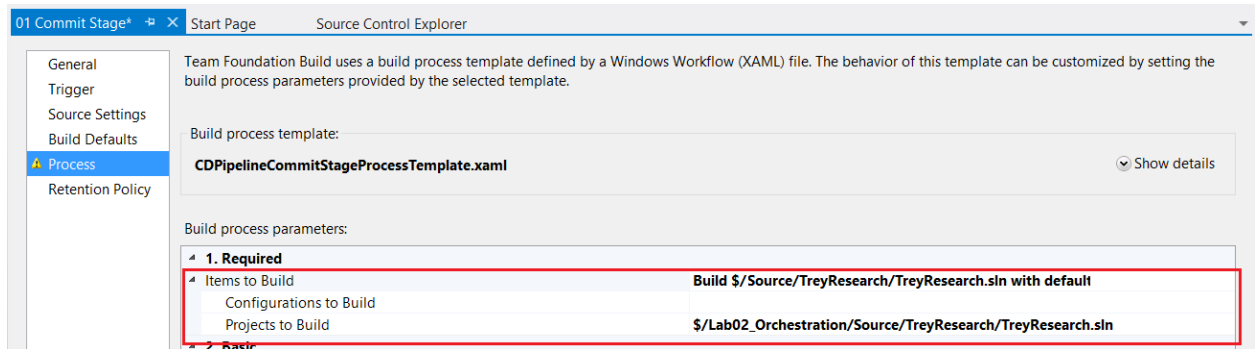 01 Commit Stage* Start Page Source Control Explorer
General
Trigger
Source Settings
Build Defaults
Process
Retention Policy
Team Foundation Build uses a build process template defined by a Windows Workflow (XAML) file. The behavior of this template can be customized by setting the
build process parameters provided by the selected template.
Build process template:
CDPipelineCommitStageProcessTemplate.xaml Show details
Build process parameters:
1. Required
Items to Build Build $/Source/TreyResearch/TreyResearch.sln with default
Configurations to Build
Projects to Build $/Lab02_Orchestration/Source/TreyResearch/TreyResearch.sln
2. Basic